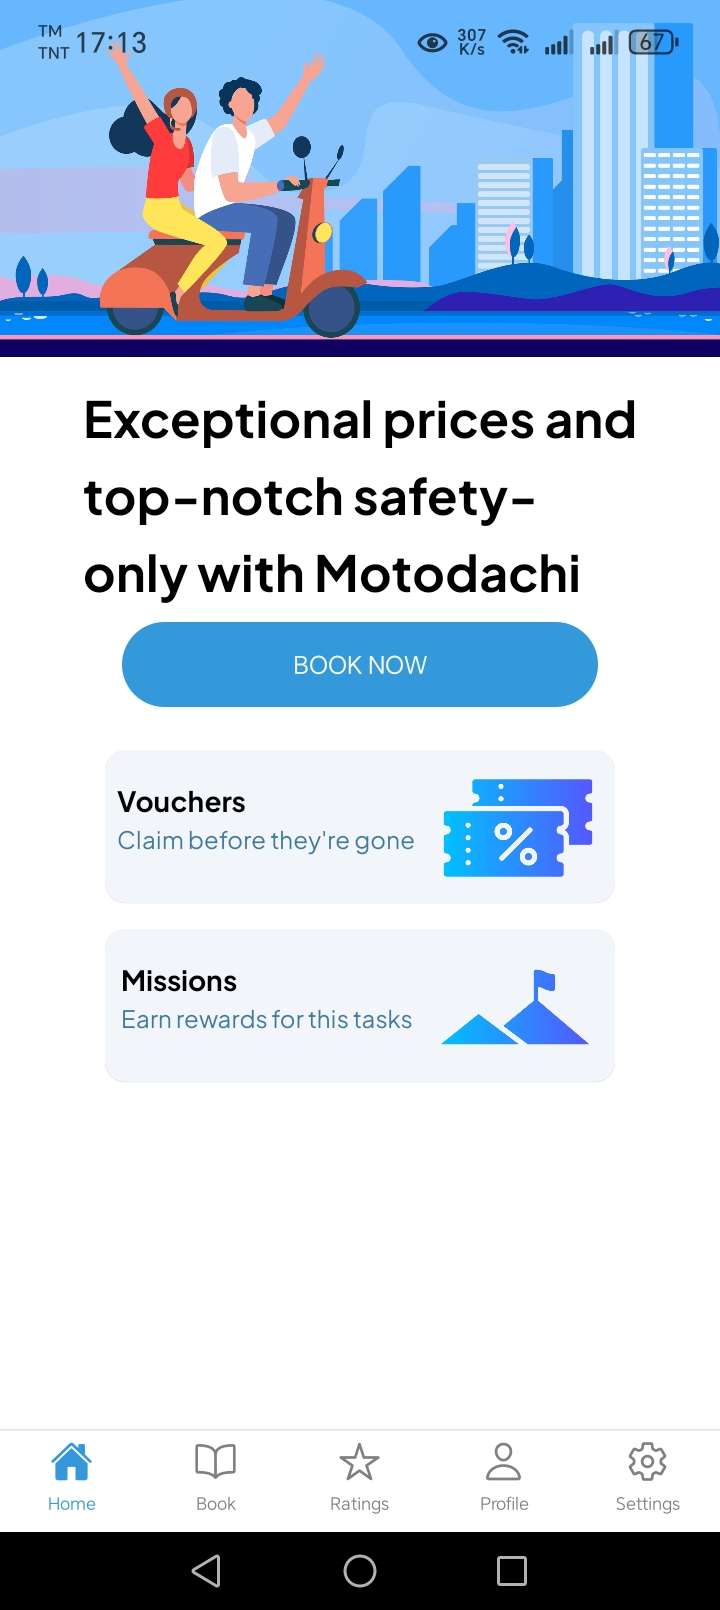 TM
TNT
17:13
307
K/s
67
Exceptional prices and
top-notch safety-
only with Motodachi
BOOK NOW
Vouchers
Claim before they're gone
%
Missions
Earn rewards for this tasks
Home
Book
Ratings
Profile
Settings